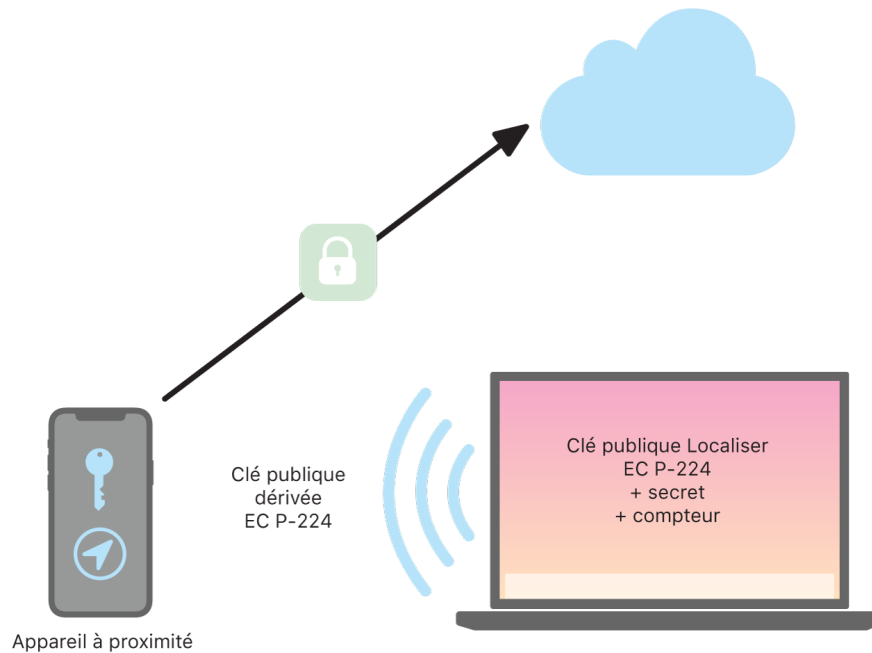 Clé publique
dérivée
EC P-224
Clé publique Localiser
EC P-224
+ secret
+ compteur
Appareil à proximité